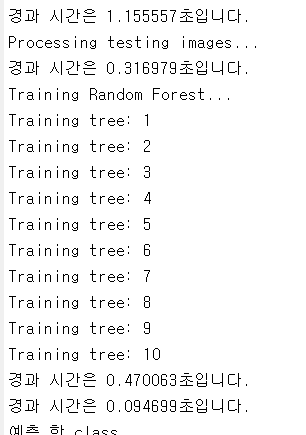 경과 시간은 1.155557초입니다.
Processing testing images...
경과 시간은 0.316979초입니다.
Training Random Forest...
Training tree: 1
Training tree: 2
Training tree: 3
Training tree: 4
Training tree: 5
Training tree: 6
Training tree: 7
Training tree: 8
Training tree: 9
Training tree: 10
경과 시간은 0.470063초입니다.
경과 시간은 0.094699초입니다.
예측 한 class